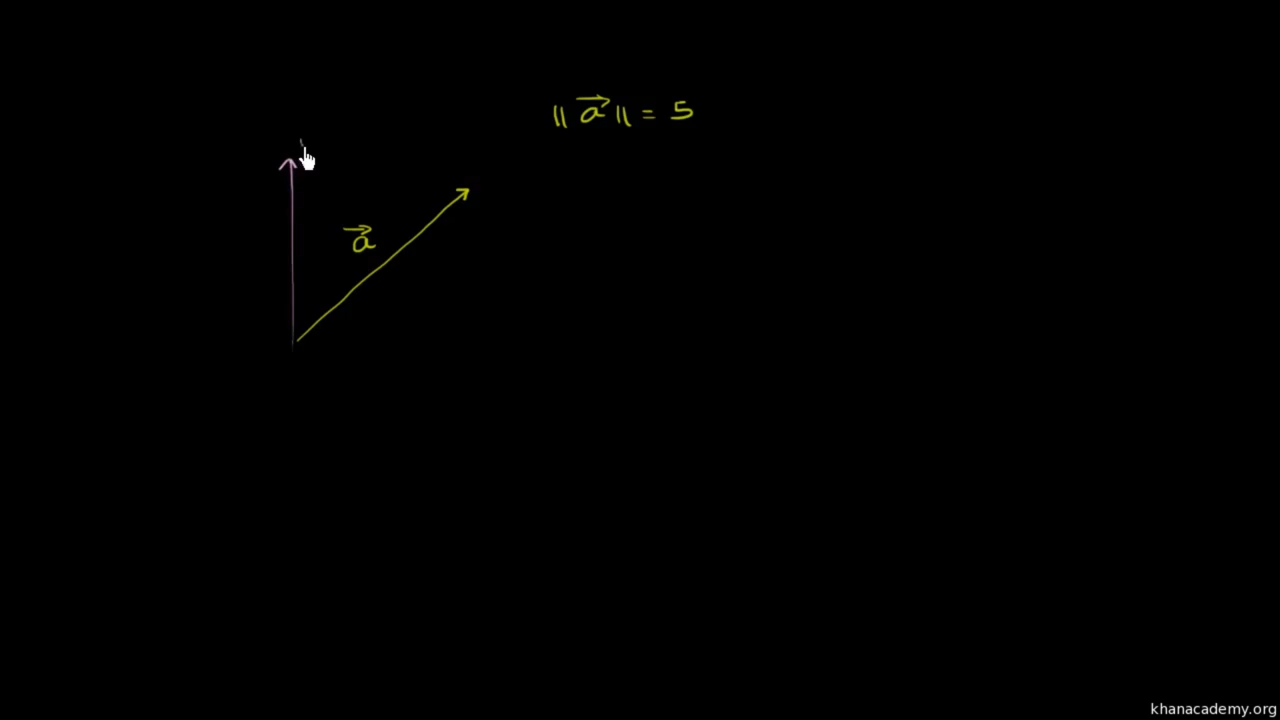 ‖a⃗‖ = 5
a⃗
khanacademy.org